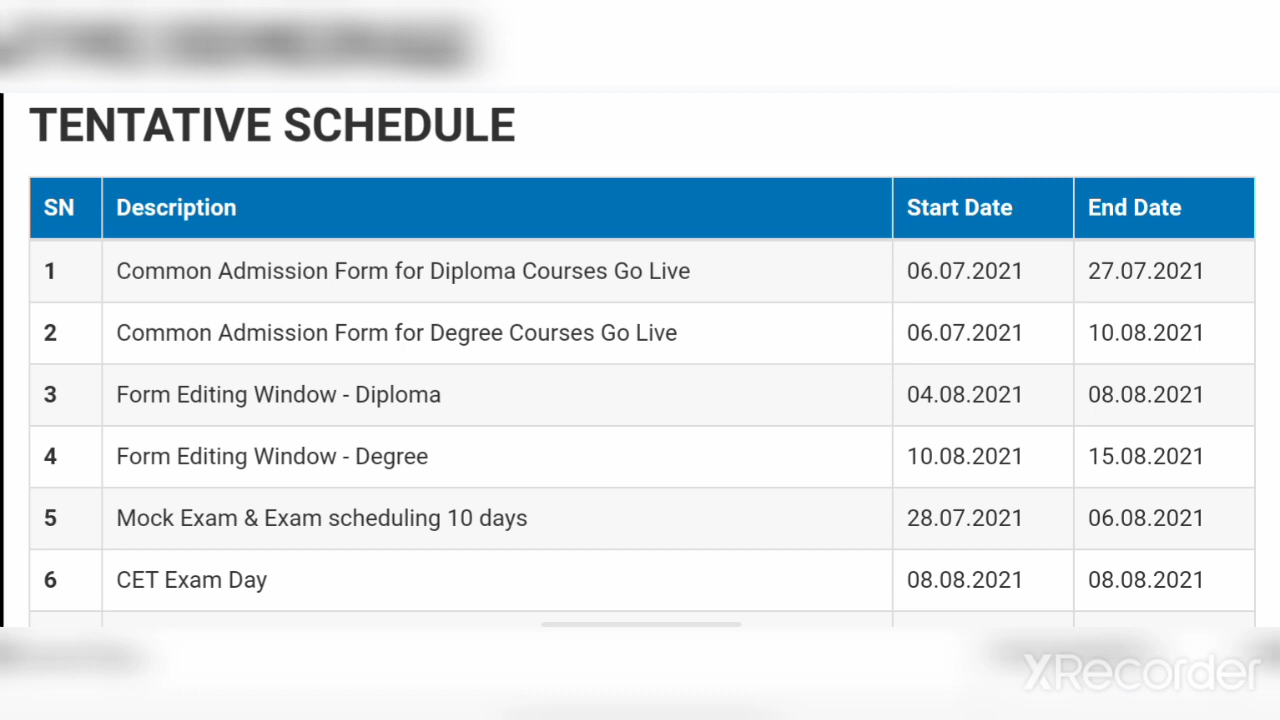 TENTATIVE SCHEDULE
SN Description Start Date End Date
1 Common Admission Form for Diploma Courses Go Live 06.07.2021 27.07.2021
2 Common Admission Form for Degree Courses Go Live 06.07.2021 10.08.2021
3 Form Editing Window - Diploma 04.08.2021 08.08.2021
4 Form Editing Window - Degree 10.08.2021 15.08.2021
5 Mock Exam & Exam scheduling 10 days 28.07.2021 06.08.2021
6 CET Exam Day 08.08.2021 08.08.2021
XRecorder